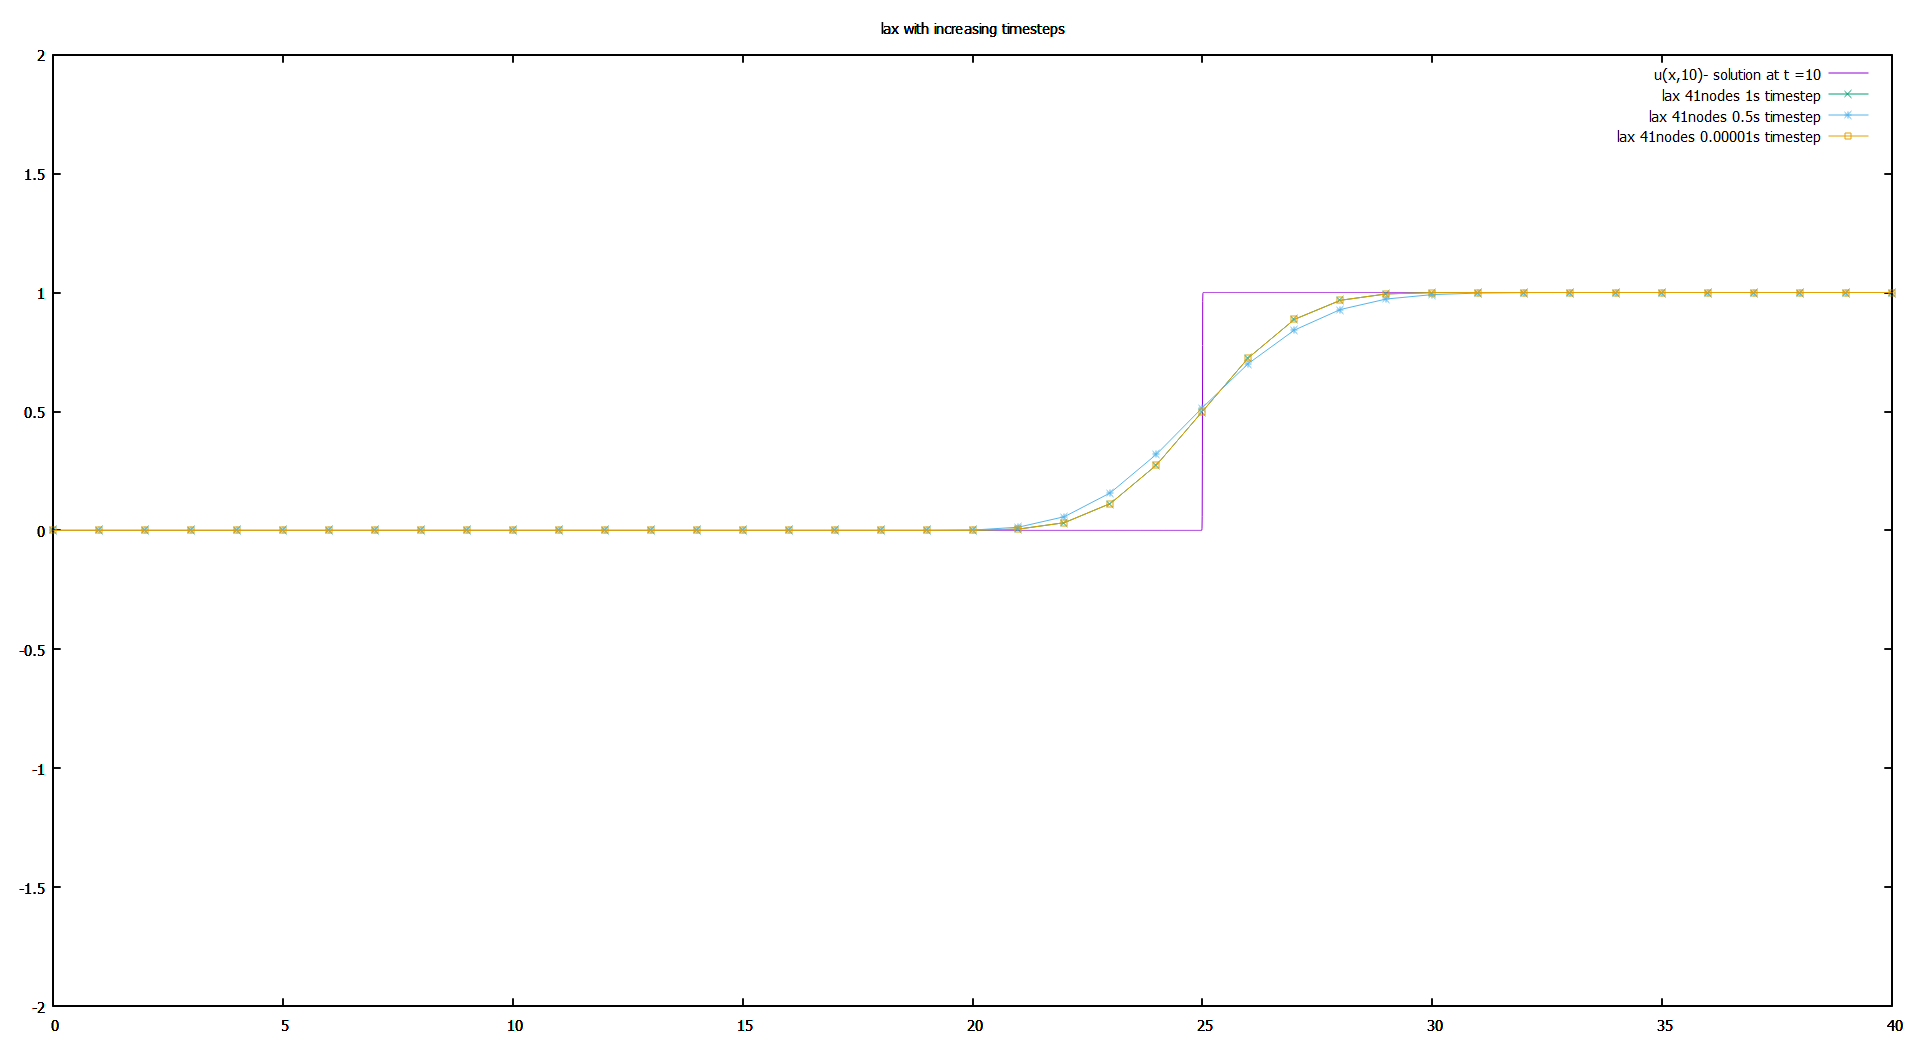 lax with increasing timesteps
2
1.5
1
0.5
0
-0.5
-1
-1.5
-2
u(x,10)- solution at t =10
lax 41nodes 1s timestep
lax 41nodes 0.5s timestep
lax 41nodes 0.00001s timestep
0 5 10 15 20 25 30 35 40